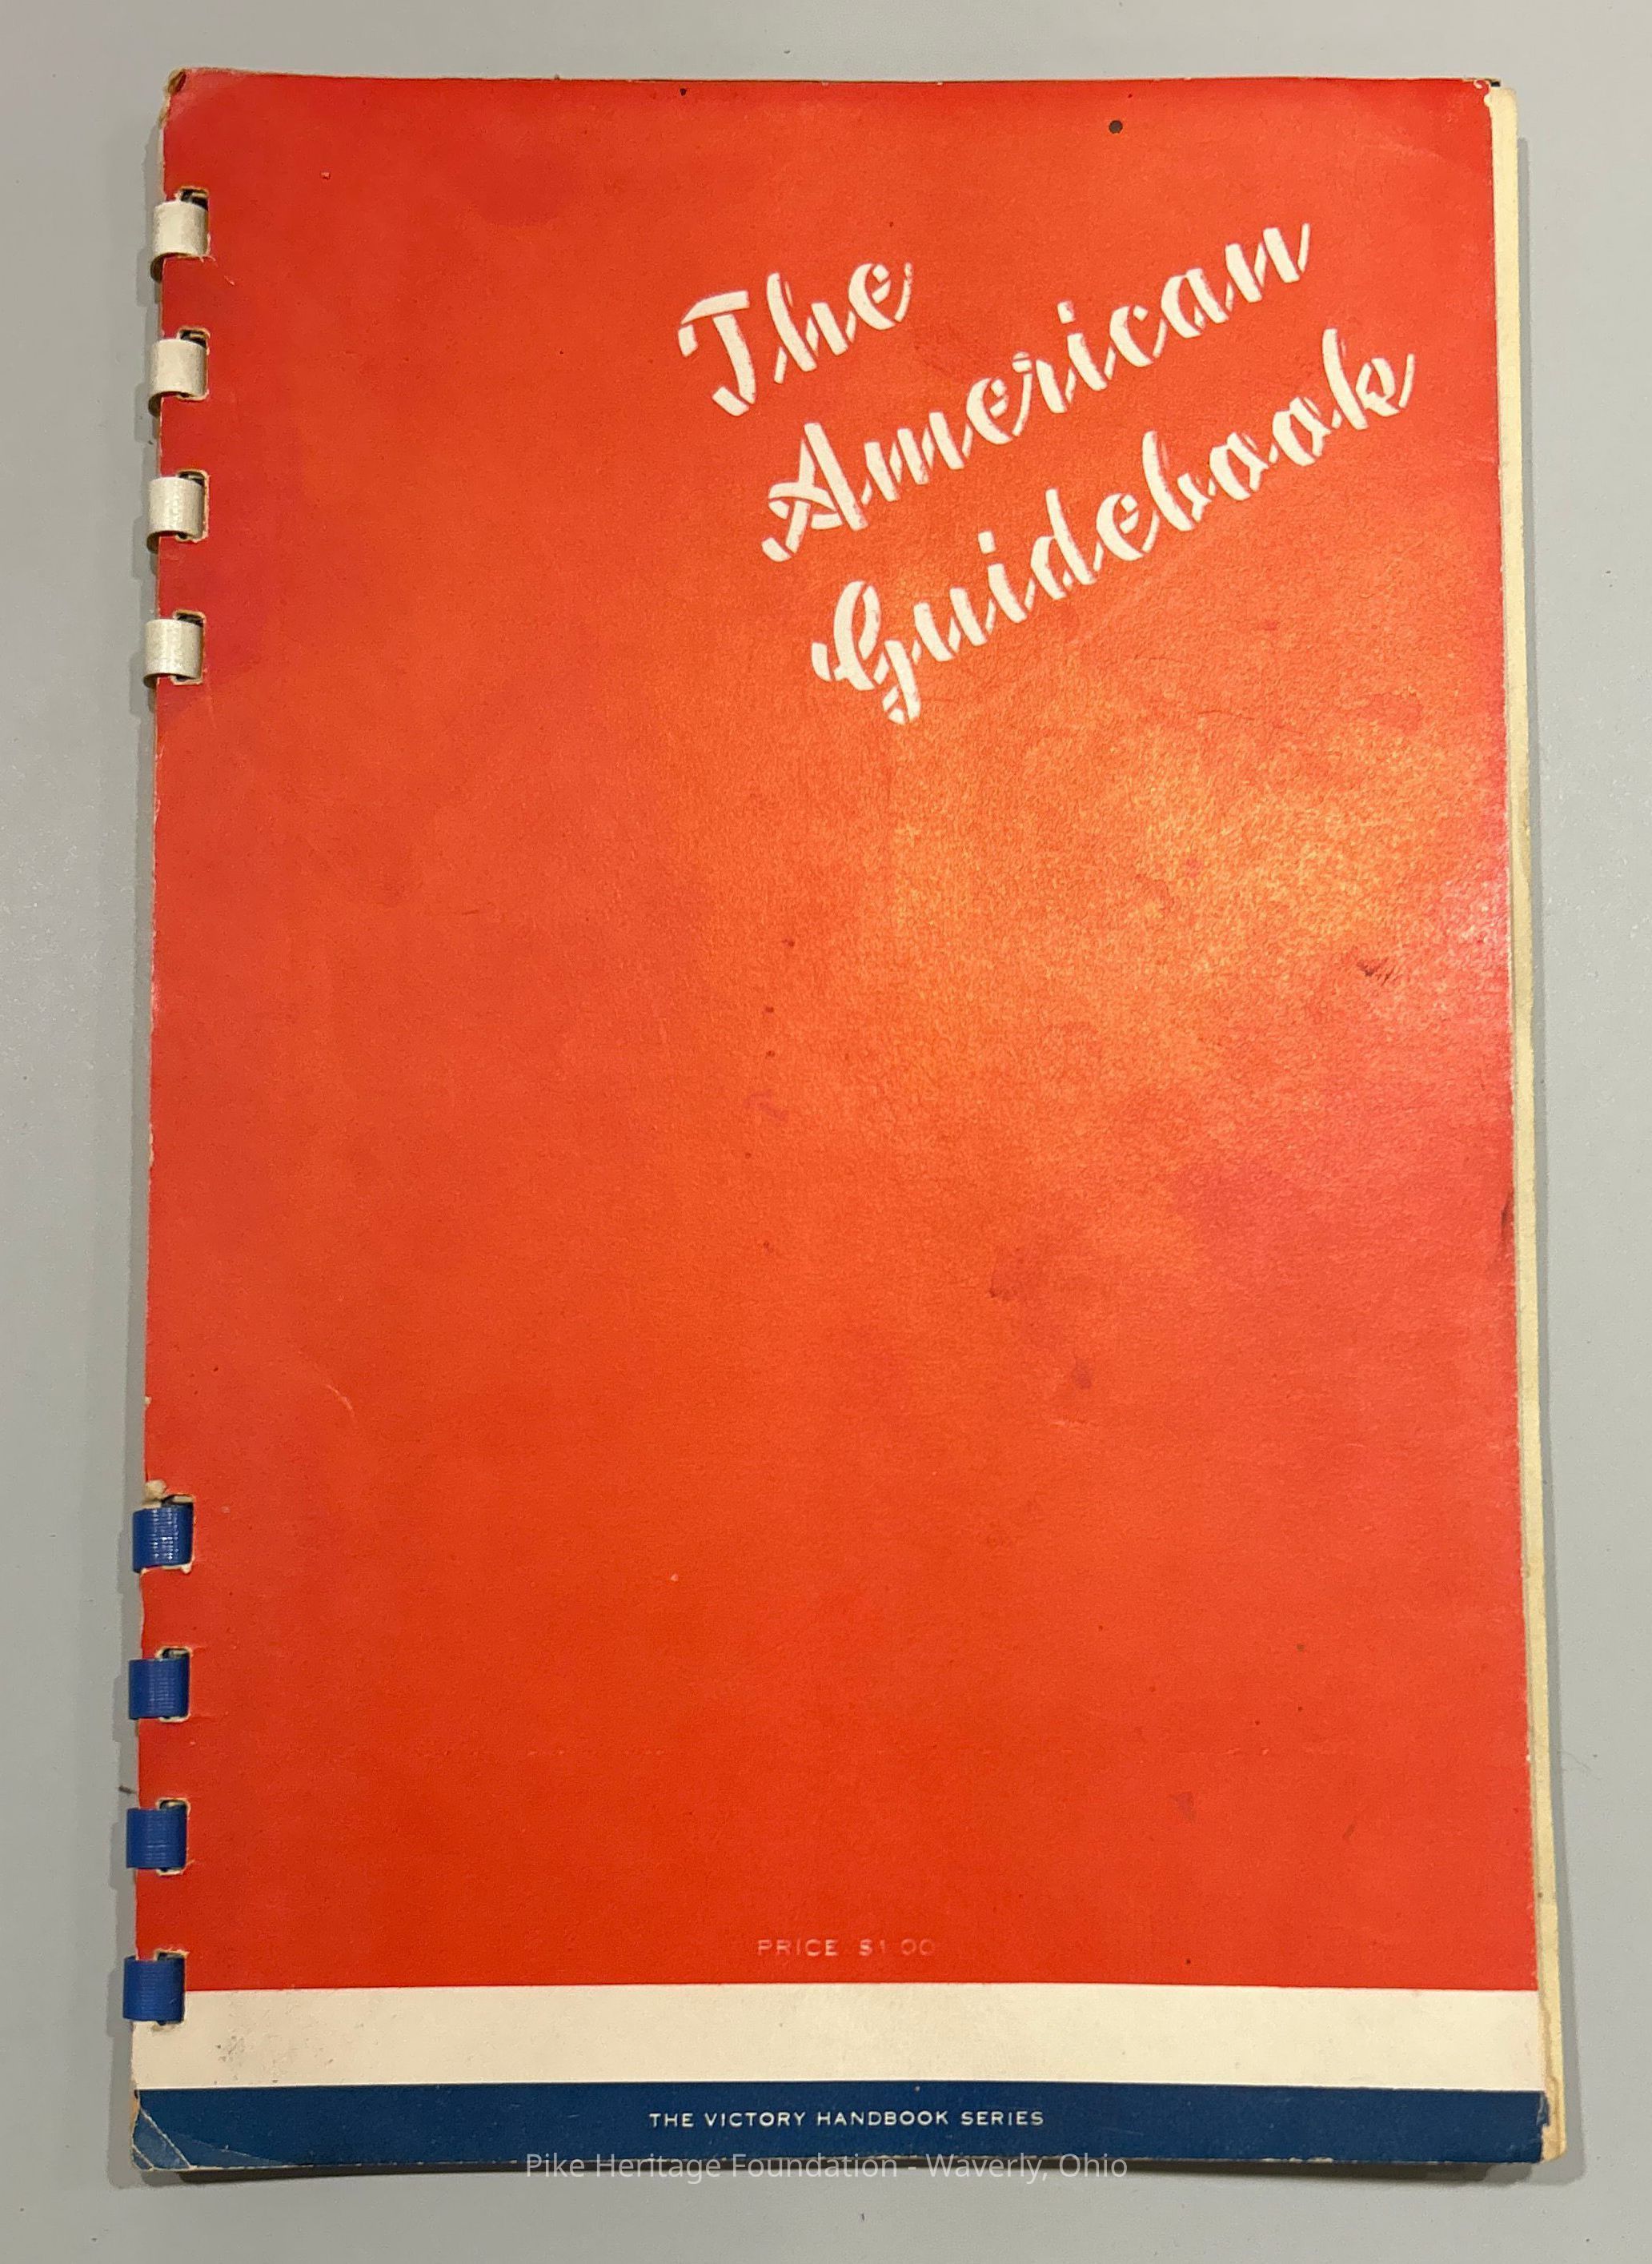 The
American
Guidebook
PRICE $1.00
THE VICTORY HANDBOOK SERIES
Pike Heritage Foundation - Waverly, Ohio